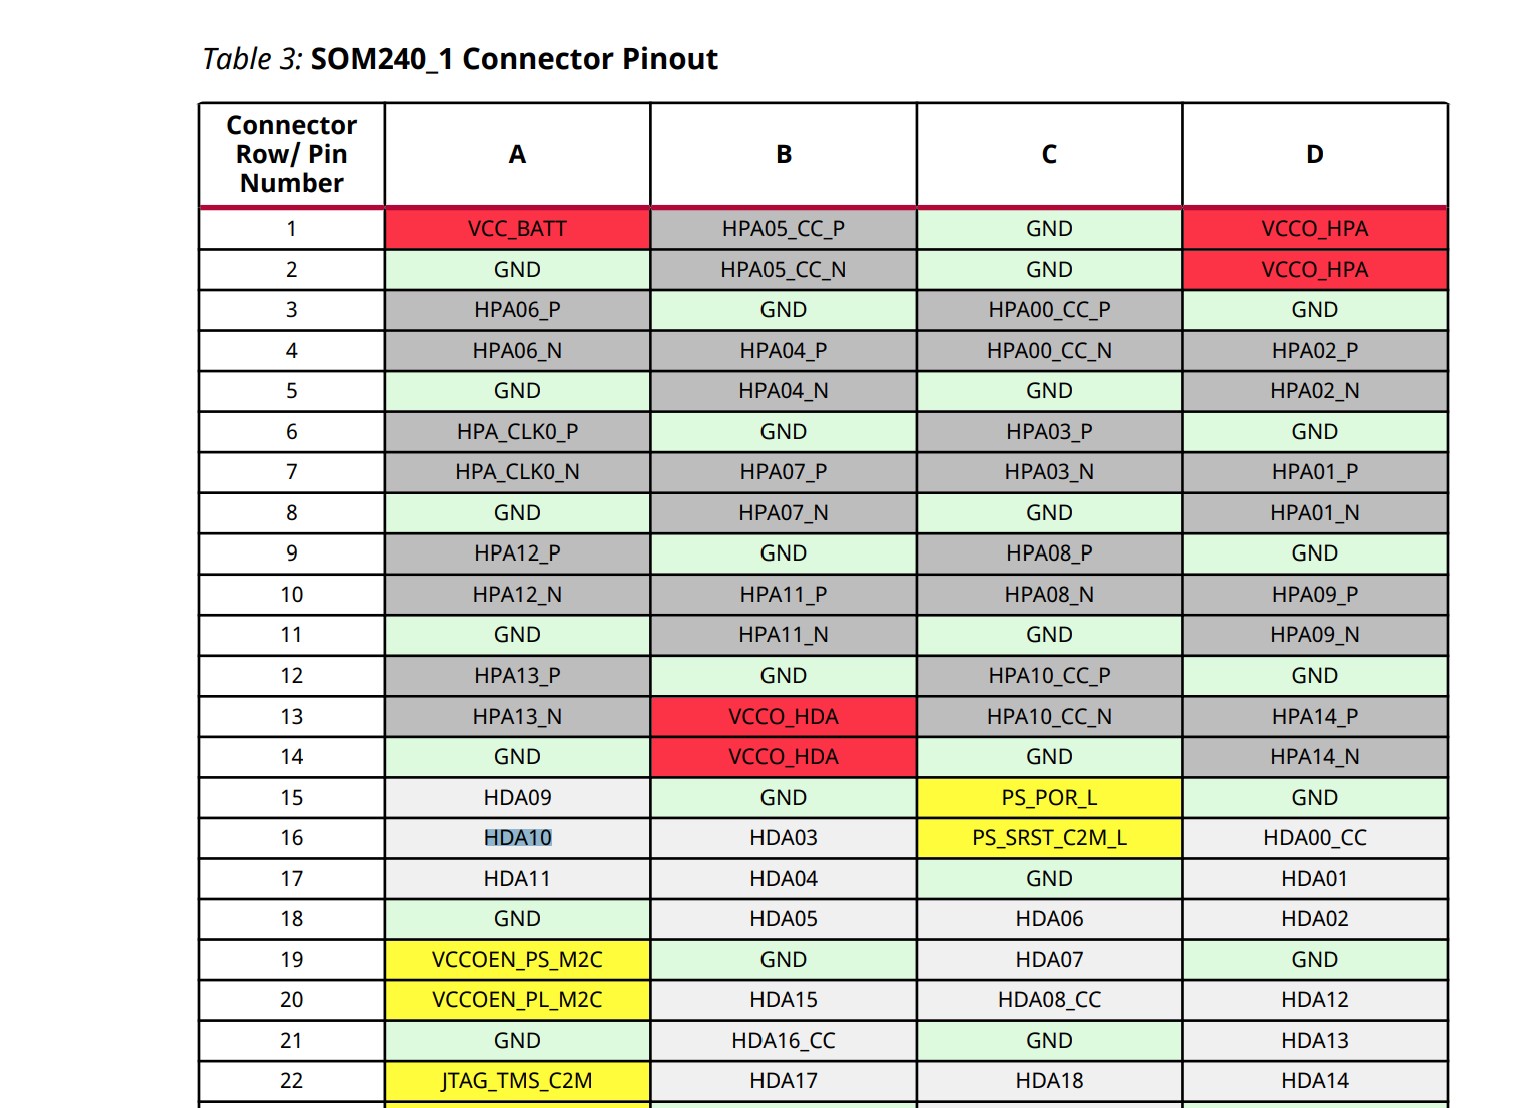 Table 3: SOM240_1 Connector Pinout
Connector Row/ Pin Number A B C D
1 VCC_BATT HPA05_CC_P GND VCCO_HPA
2 GND HPA05_CC_N GND VCCO_HPA
3 HPA06_P GND HPA00_CC_P GND
4 HPA06_N HPA04_P HPA00_CC_N HPA02_P
5 GND HPA04_N GND HPA02_N
6 HPA_CLK0_P GND HPA03_P GND
7 HPA_CLK0_N HPA07_P HPA03_N HPA01_P
8 GND HPA07_N GND HPA01_N
9 HPA12_P GND HPA08_P GND
10 HPA12_N HPA11_P HPA08_N HPA09_P
11 GND HPA11_N GND HPA09_N
12 HPA13_P GND HPA10_CC_P GND
13 HPA13_N VCCO_HDA HPA10_CC_N HPA14_P
14 GND VCCO_HDA GND HPA14_N
15 HDA09 GND PS_POR_L GND
16 HDA10 HDA03 PS_SRST_C2M_L HDA00_CC
17 HDA11 HDA04 GND HDA01
18 GND HDA05 HDA06 HDA02
19 VCCOEN_PS_M2C GND HDA07 GND
20 VCCOEN_PL_M2C HDA15 HDA08_CC HDA12
21 GND HDA16_CC GND HDA13
22 JTAG_TMS_C2M HDA17 HDA18 HDA14